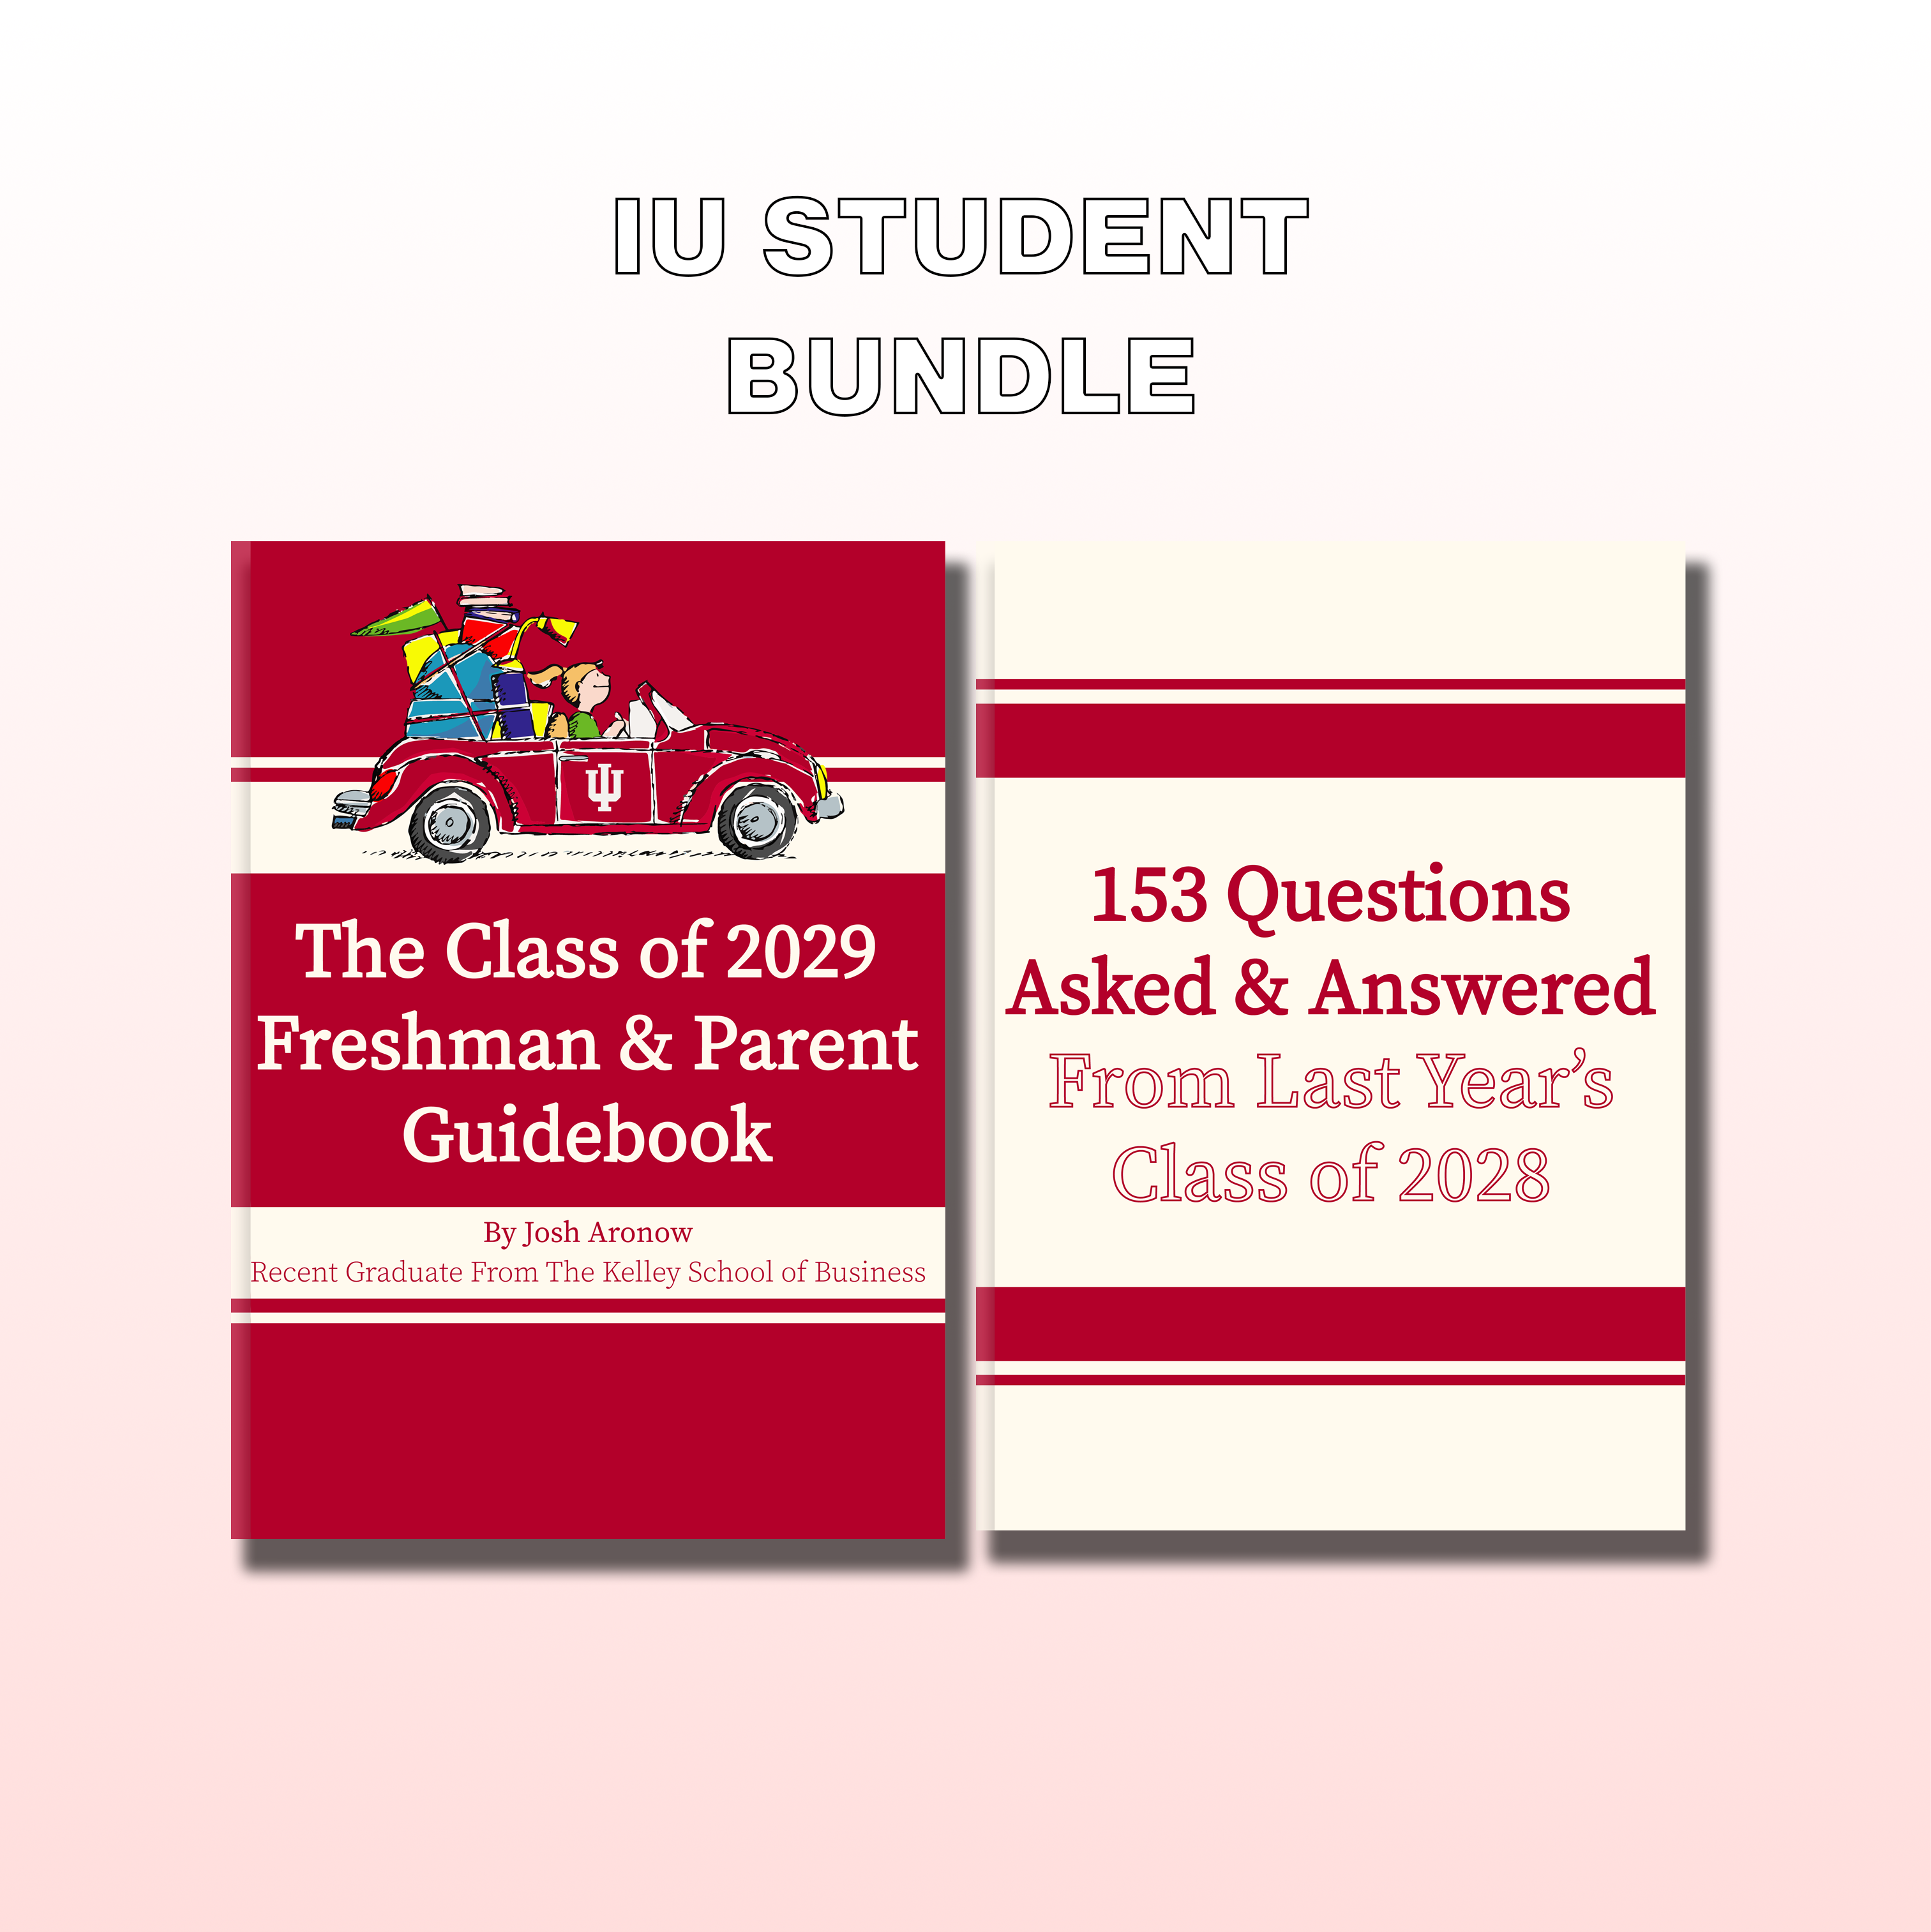 IU STUDENT
BUNDLE
The Class of 2029
Freshman & Parent
Guidebook
By Josh Aronow
Recent Graduate From The Kelley School of Business
153 Questions
Asked & Answered
From Last Year’s
Class of 2028